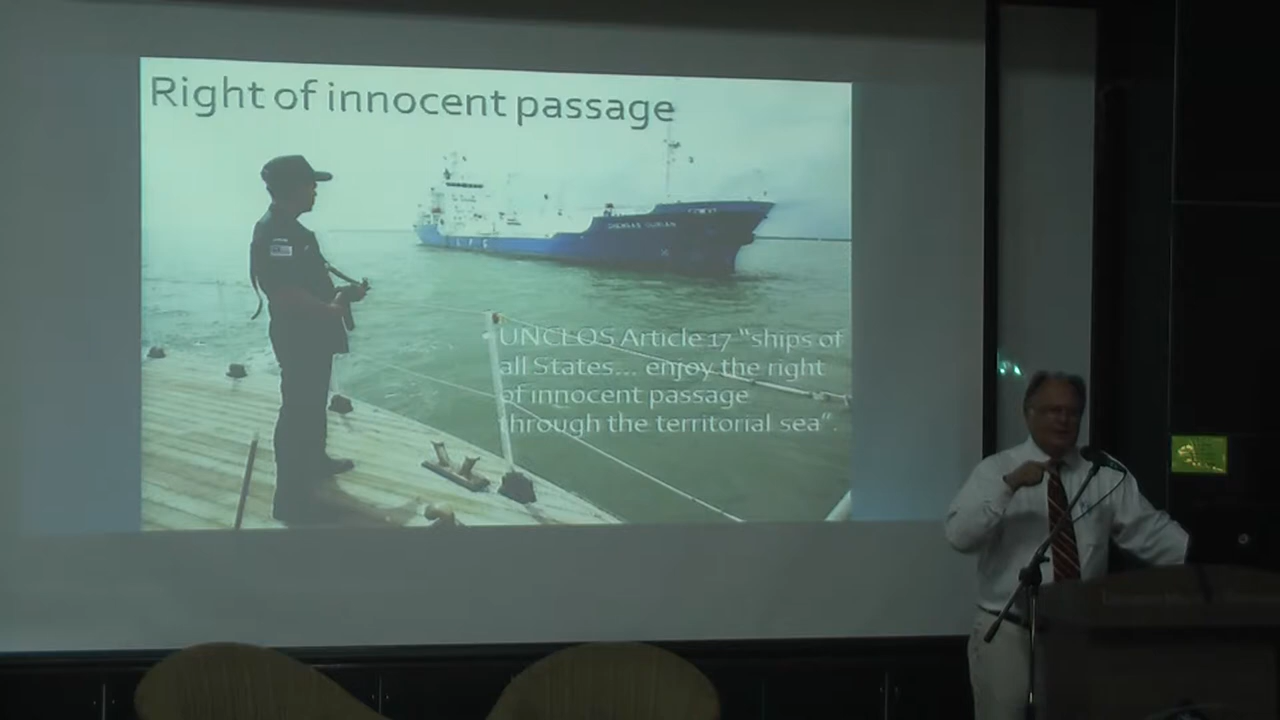 Right of innocent passage
UNCLOS Article 17 “ships of
all States... enjoy the right
of innocent passage
through the territorial sea“.